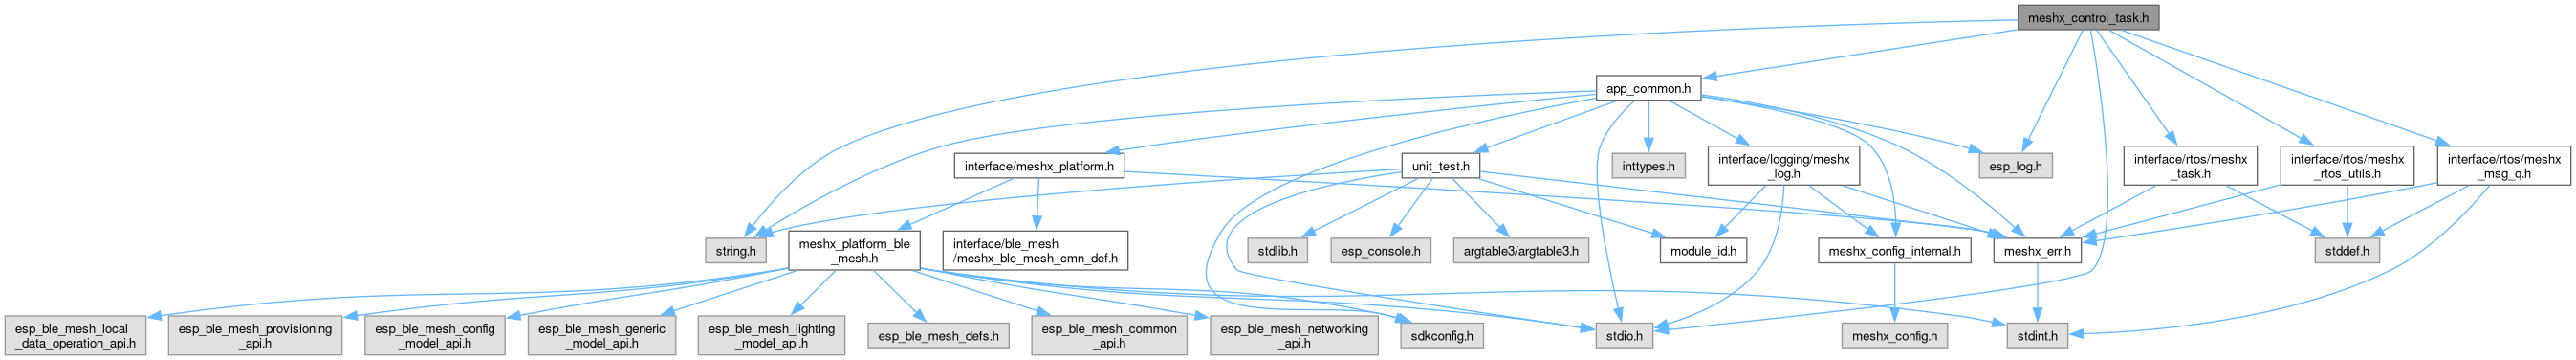 meshx_control_task.h
app_common.h
interface/meshx_platform.h
unit_test.h
inttypes.h
interface/logging/meshx
_log.h
esp_log.h
interface/rtos/meshx
_task.h
interface/rtos/meshx
_rtos_utils.h
interface/rtos/meshx
_msg_q.h
string.h
meshx_platform_ble
_mesh.h
interface/ble_mesh
/meshx_ble_mesh_cmn_def.h
stdlib.h
esp_console.h
argtable3/argtable3.h
module_id.h
meshx_config_internal.h
meshx_err.h
stddef.h
esp_ble_mesh_local
_data_operation_api.h
esp_ble_mesh_provisioning
_api.h
esp_ble_mesh_config
_model_api.h
esp_ble_mesh_generic
_model_api.h
esp_ble_mesh_lighting
_model_api.h
esp_ble_mesh_defs.h
esp_ble_mesh_common
_api.h
esp_ble_mesh_networking
_api.h
sdkconfig.h
stdio.h
meshx_config.h
stdint.h